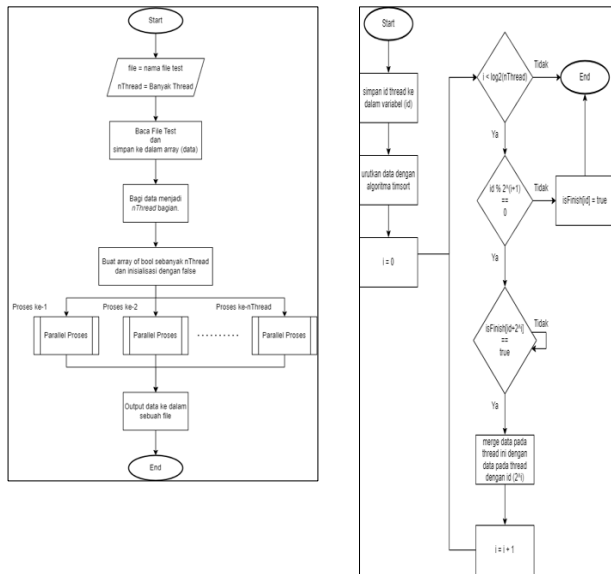 Start
file = nama file test
nThread = Banyak Thread
Baca File Test
dan
simpan ke dalam array (data)
Bagi data menjadi
nThread bagian.
Buat array of bool sebanyak nThread
dan inisialisasi dengan false
Proses ke-1
Proses ke-2
Proses ke-nThread
Parallel Proses
Parallel Proses
.........
Parallel Proses
Output data ke dalam
sebuah file
End
Start
simpan id thread ke
dalam variabel (id)
urutkan data dengan
algoritma timsort
i = 0
i < log2(nThread)
Tidak
End
Ya
id % 2^(i+1)
==
0
Tidak
isFinish[id] = true
Ya
isFinish[id+2^i]
==
true
Tidak
Ya
merge data pada
thread ini dengan
data pada thread
dengan id (2^i)
i = i + 1